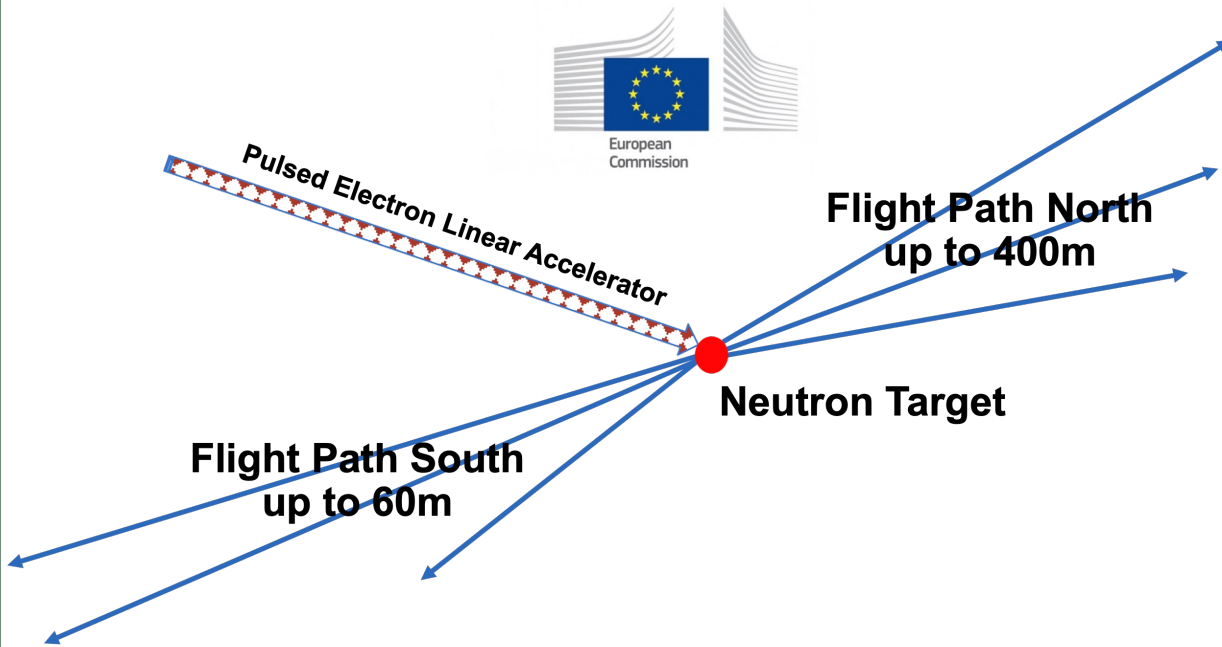 European
Commission
Pulsed Electron Linear Accelerator
Flight Path North
up to 400m
Neutron Target
Flight Path South
up to 60m